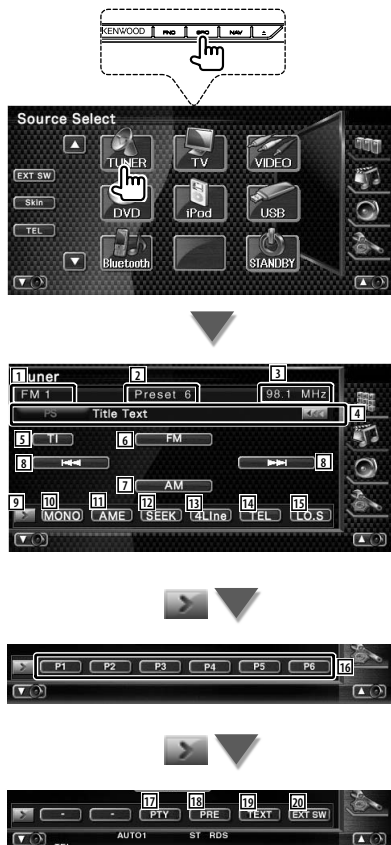 KENWOOD FNC SRC NAV
Source Select
TUNER TV VIDEO
EXT SW
Skin
DVD iPod USB
TEL
Bluetooth STANDBY
1 uner 2 3
FM 1 Preset 6 98.1 MHz
PS Title Text 4
5 TI 6 FM
8 8
7 AM
9 10 11 12 13 14 15
MONO AME SEEK 4Line TEL LO.S
P1 P2 P3 P4 P5 P6 16
17 18 19 20
- - PTY PRE TEXT EXT SW
AUTO1 ST RDS